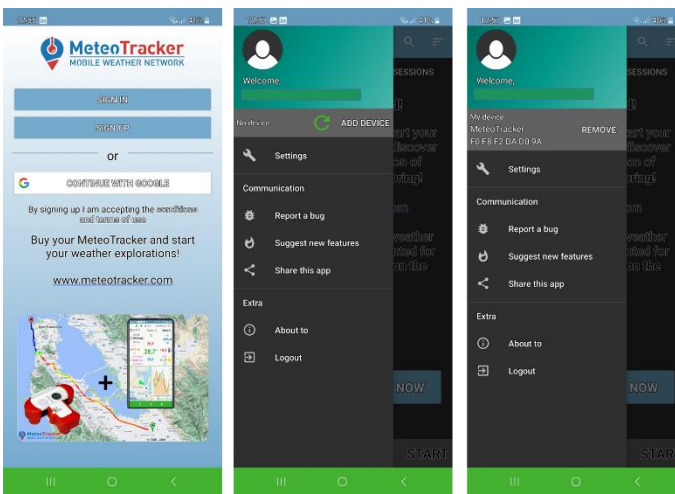 MeteoTracker
MOBILE WEATHER NETWORK
SIGN IN
SIGN UP
or
CONTINUE WITH GOOGLE
By signing up I am accepting the conditions
and terms of use
Buy your MeteoTracker and start
your weather explorations!
www.meteotracker.com
+
MeteoTracker
Welcome,
No device
ADD DEVICE
Settings
Communication
Report a bug
Suggest new features
Share this app
Extra
About to
Logout
SESSIONS
NOW
START
Welcome,
My device
MeteoTracker
F0:F8:F2:DA:D0:9A
REMOVE
Settings
Communication
Report a bug
Suggest new features
Share this app
Extra
About to
Logout
SESSIONS
NOW
STAR